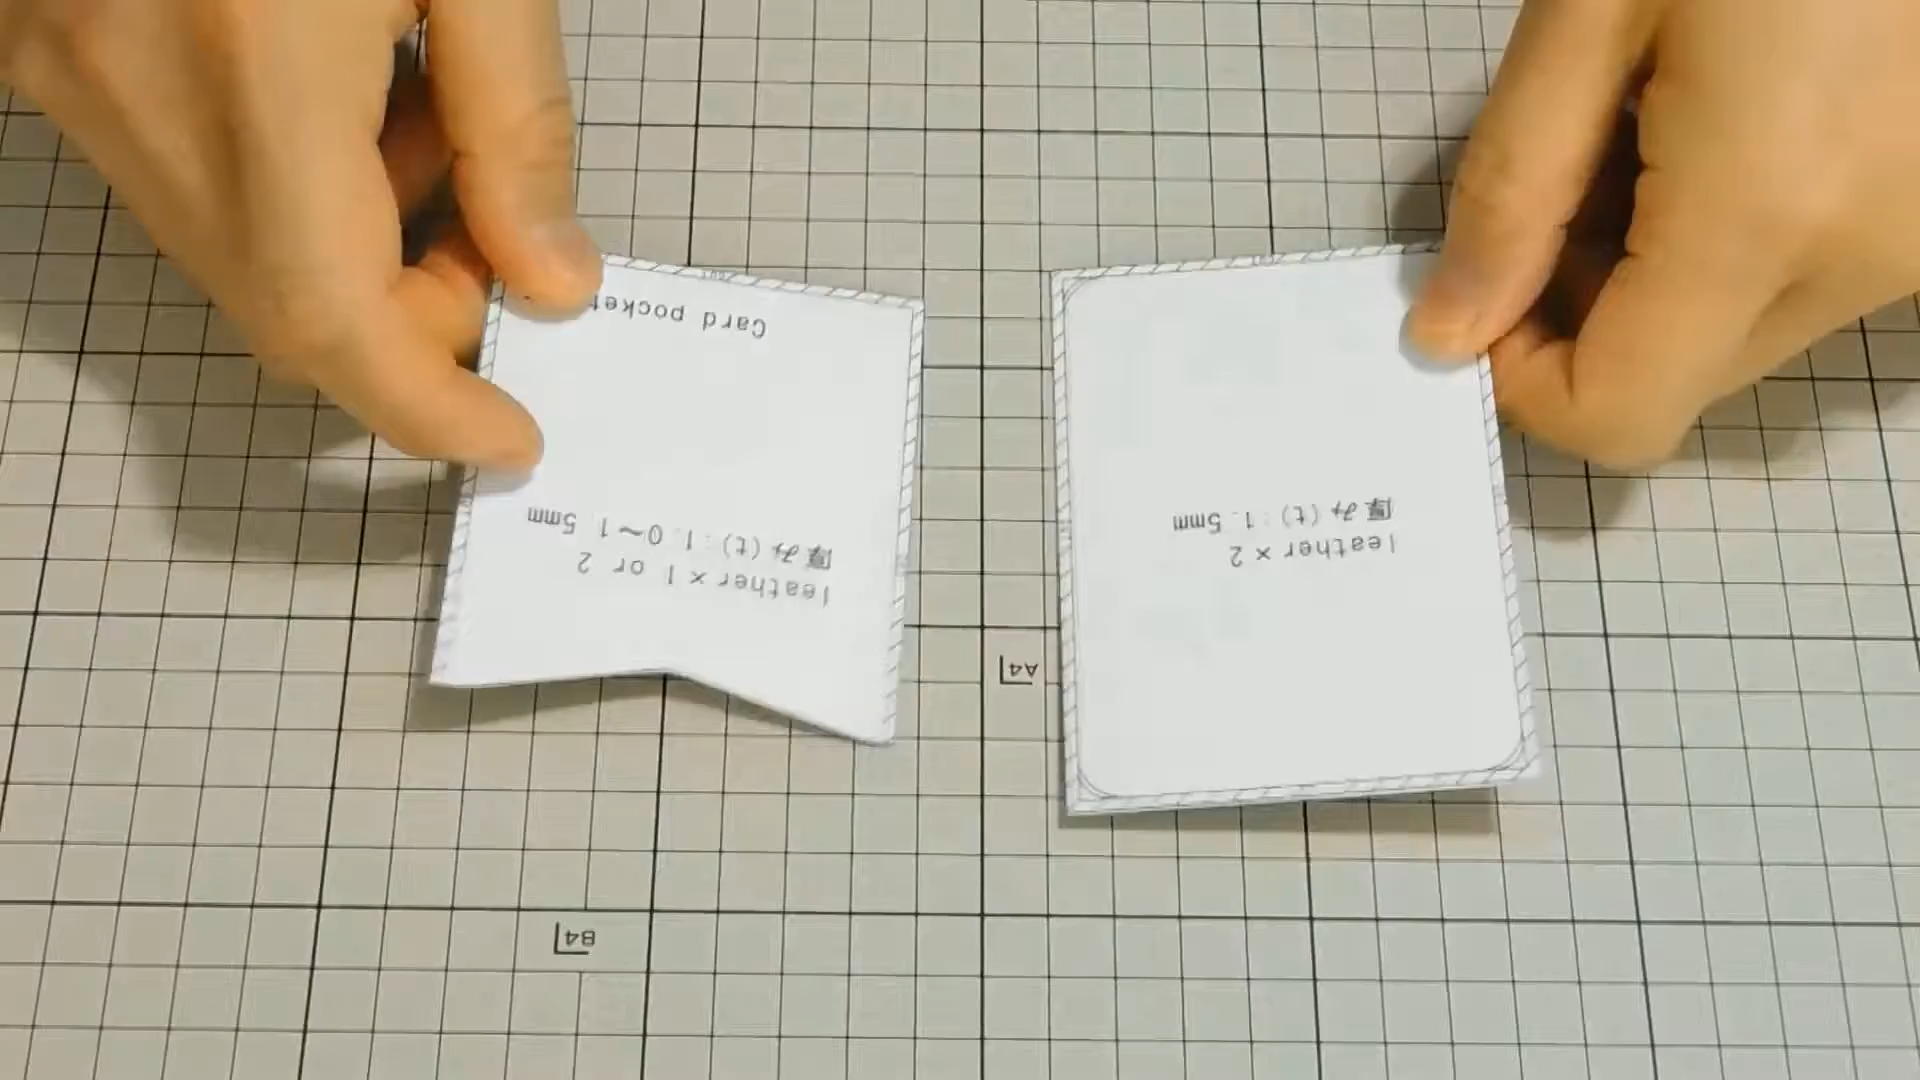 leather x 1 or 2
厚み(t):1.0～1.5mm
Card pocket
leather x 2
厚み(t):1.5mm
A4
B4